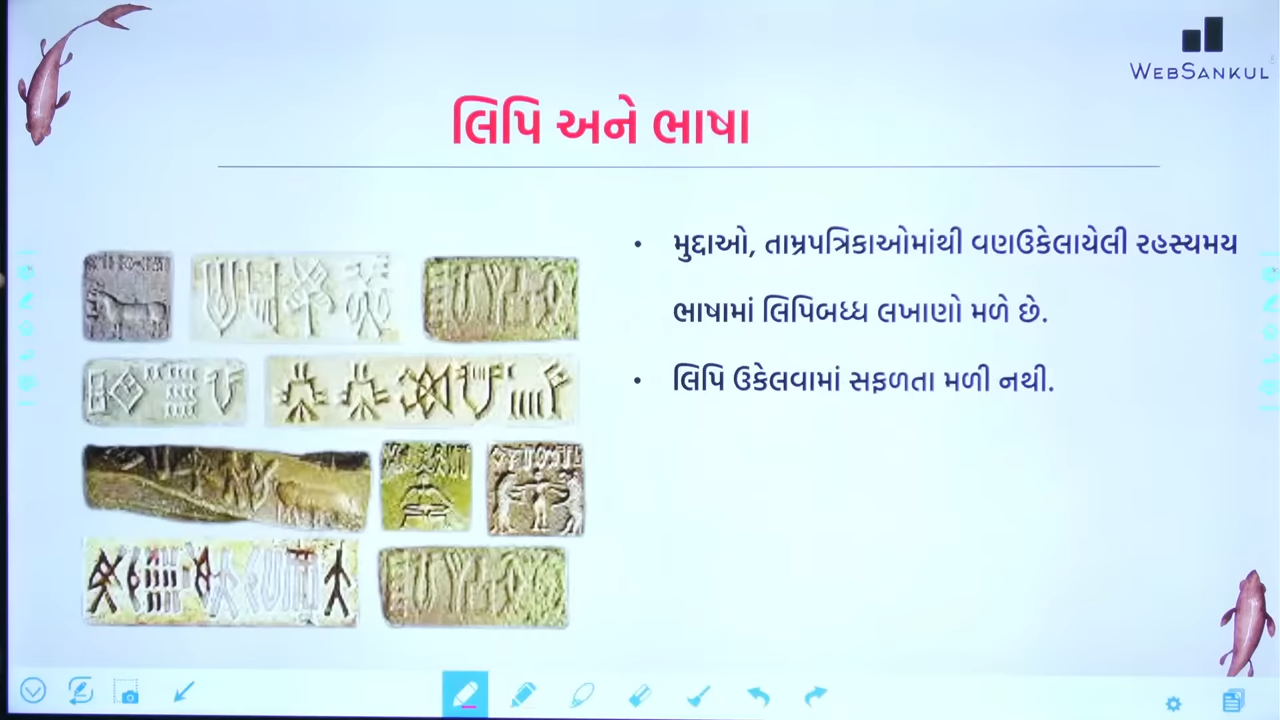 WEBSANKUL
લિપિ અને ભાષા
• મુદ્દાઓ, તામ્રપત્રિકાઓમાંથી વણઉકેલાયેલી રહસ્યમય
ભાષામાં લિપિબધ્ધ લખાણો મળે છે.
• લિપિ ઉકેલવામાં સફળતા મળી નથી.